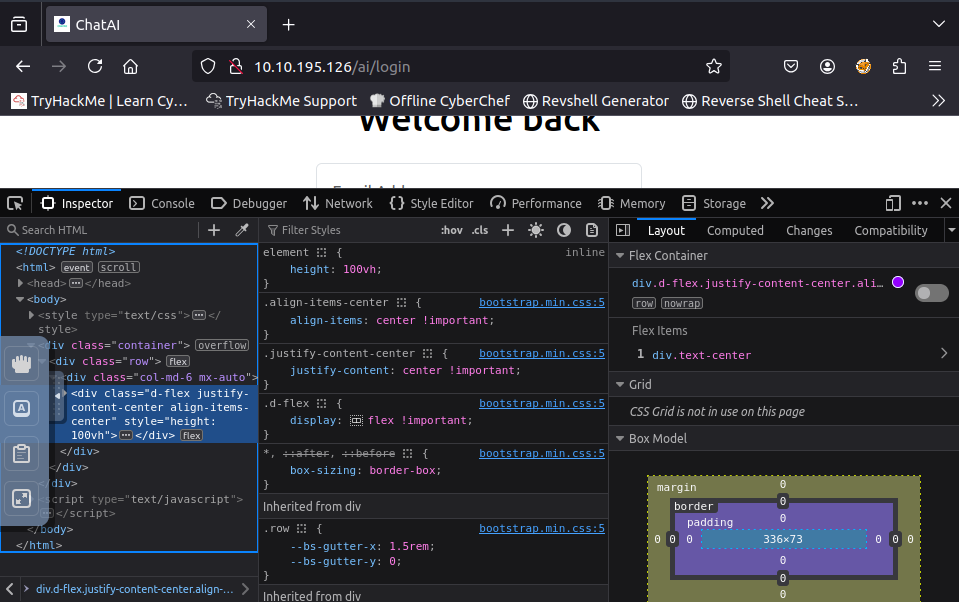 ChatAI
10.10.195.126/ai/login
TryHackMe | Learn Cy… TryHackMe Support Offline CyberChef Revshell Generator Reverse Shell Cheat S…
Welcome back
Inspector Console Debugger Network Style Editor Performance Memory Storage
Search HTML
Filter Styles :hov .cls
Layout Computed Changes Compatibility
<!DOCTYPE html>
<html> event scroll
<head> </head>
<body>
<style type="text/css"> </
style>
div class="container"> overflow
<div class="row"> flex
div class="col-md-6 mx-auto">
<div class="d-flex justify-
content-center align-items-
center" style="height:
100vh"> </div> flex
</div>
</div>
</div>
script type="text/javascript">
</script>
</body>
</html>
div.d-flex.justify-content-center.align-…
element { inline
height: 100vh;
}
.align-items-center { bootstrap.min.css:5
align-items: center !important;
}
.justify-content-center { bootstrap.min.css:5
justify-content: center !important;
}
.d-flex { bootstrap.min.css:5
display: flex !important;
}
*, ::after, ::before { bootstrap.min.css:5
box-sizing: border-box;
}
Inherited from div
.row { bootstrap.min.css:5
--bs-gutter-x: 1.5rem;
--bs-gutter-y: 0;
}
Inherited from div
Flex Container
div.d-flex.justify-content-center.ali…
row nowrap
Flex Items
1 div.text-center
Grid
CSS Grid is not in use on this page
Box Model
margin 0
border 0
padding 0
0 0 0 336×73 0 0 0
0
0
0